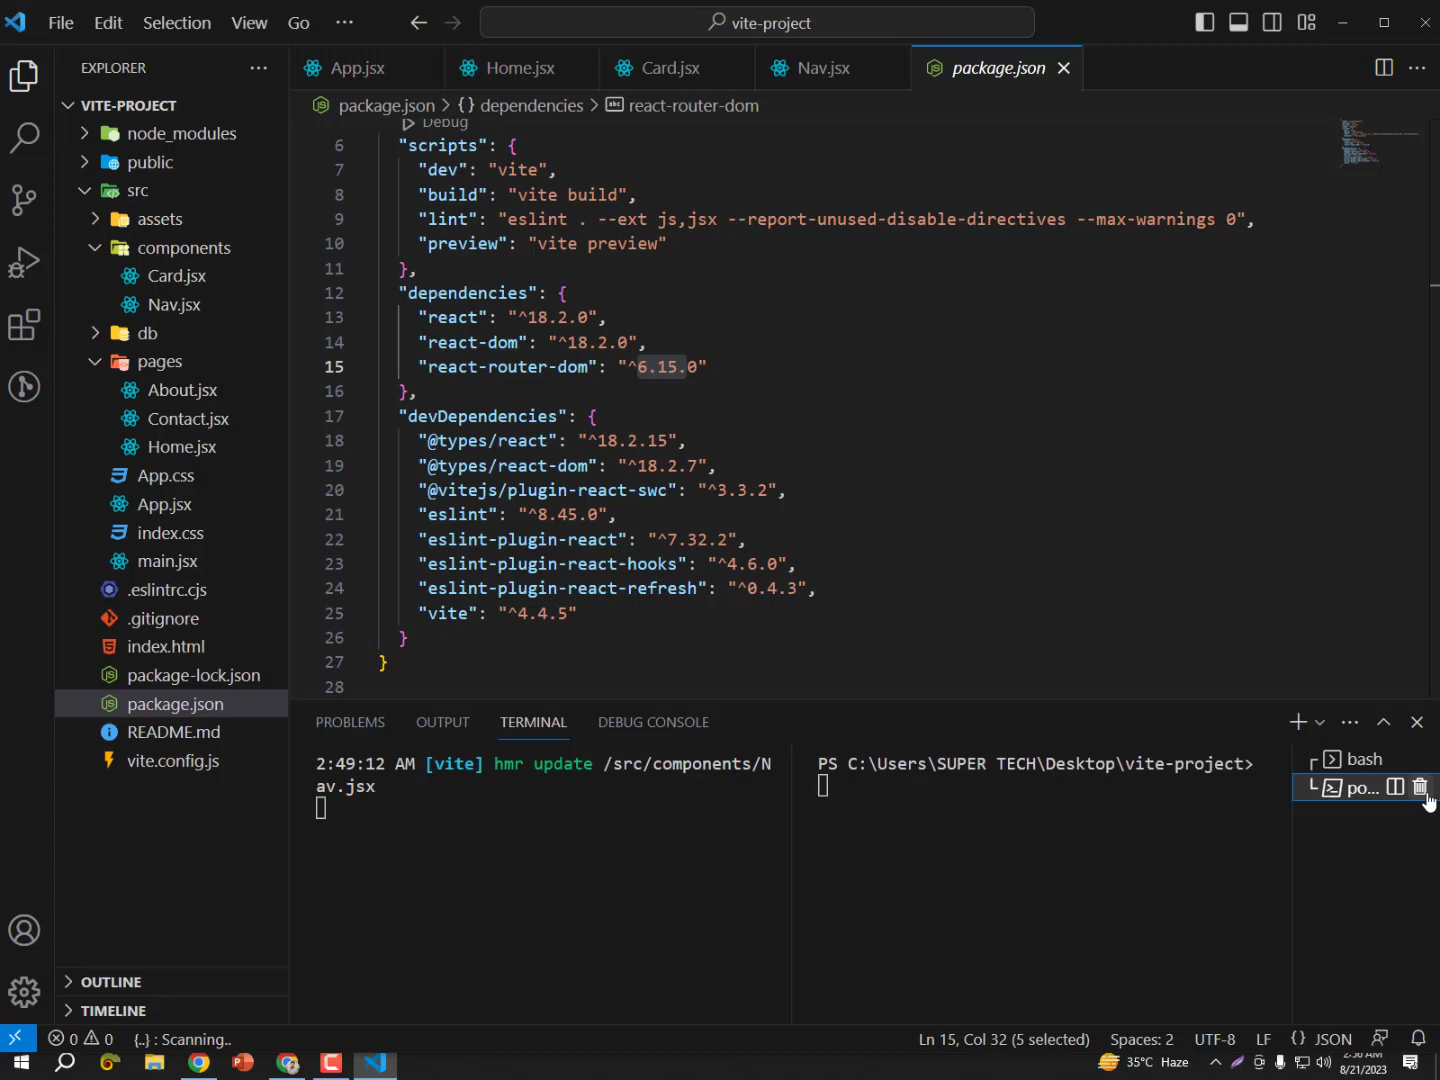 File Edit Selection View Go ···
vite-project
EXPLORER ···
VITE-PROJECT
node_modules
public
src
assets
components
Card.jsx
Nav.jsx
db
pages
About.jsx
Contact.jsx
Home.jsx
App.css
App.jsx
index.css
main.jsx
.eslintrc.cjs
.gitignore
index.html
package-lock.json
package.json
README.md
vite.config.js
OUTLINE
TIMELINE
App.jsx Home.jsx Card.jsx Nav.jsx package.json
package.json > {} dependencies > abc react-router-dom
Debug
6 "scripts": {
7 "dev": "vite",
8 "build": "vite build",
9 "lint": "eslint . --ext js,jsx --report-unused-disable-directives --max-warnings 0",
10 "preview": "vite preview"
11 },
12 "dependencies": {
13 "react": "^18.2.0",
14 "react-dom": "^18.2.0",
15 "react-router-dom": "^6.15.0"
16 },
17 "devDependencies": {
18 "@types/react": "^18.2.15",
19 "@types/react-dom": "^18.2.7",
20 "@vitejs/plugin-react-swc": "^3.3.2",
21 "eslint": "^8.45.0",
22 "eslint-plugin-react": "^7.32.2",
23 "eslint-plugin-react-hooks": "^4.6.0",
24 "eslint-plugin-react-refresh": "^0.4.3",
25 "vite": "^4.4.5"
26 }
27 }
28
PROBLEMS OUTPUT TERMINAL DEBUG CONSOLE
2:49:12 AM [vite] hmr update /src/components/N
av.jsx
PS C:\Users\SUPER TECH\Desktop\vite-project>
bash
po...
0 0 {..} : Scanning..
Ln 15, Col 32 (5 selected) Spaces: 2 UTF-8 LF {} JSON
35°C Haze
8/21/2023